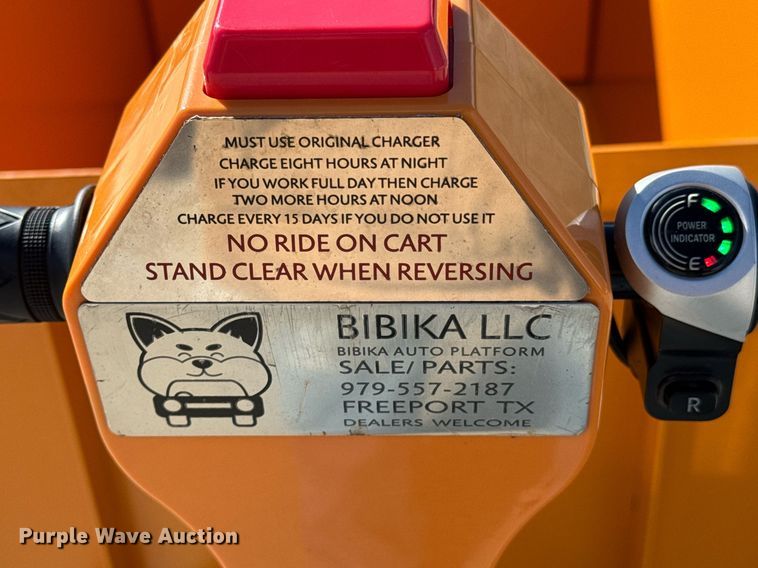 MUST USE ORIGINAL CHARGER
CHARGE EIGHT HOURS AT NIGHT
IF YOU WORK FULL DAY THEN CHARGE
TWO MORE HOURS AT NOON
CHARGE EVERY 15 DAYS IF YOU DO NOT USE IT
NO RIDE ON CART
STAND CLEAR WHEN REVERSING
BIBIKA LLC
BIBIKA AUTO PLATFORM
SALE/ PARTS:
979-557-2187
FREEPORT TX
DEALERS WELCOME
F
POWER
INDICATOR
E
R
Purple Wave Auction